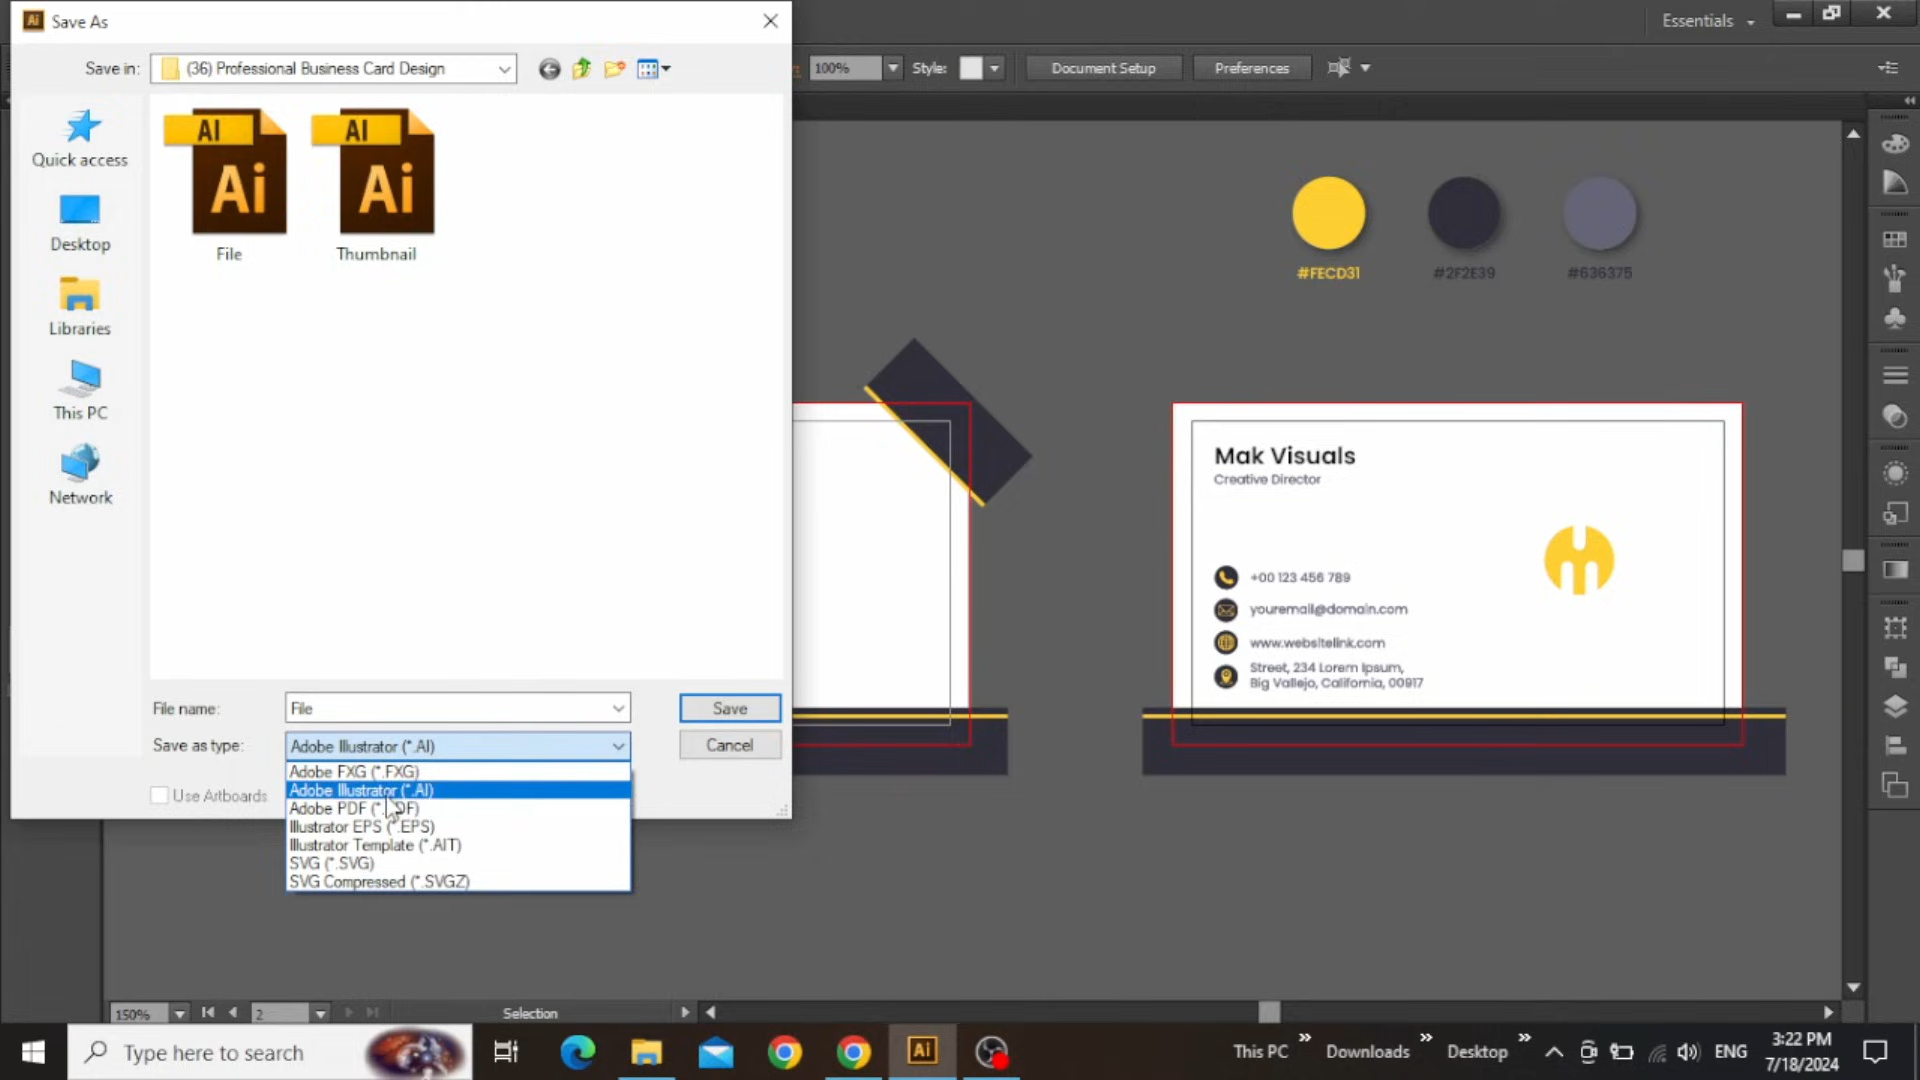 Ai Save As
Essentials
Save in: (36) Professional Business Card Design
100% Style: Document Setup Preferences
Quick access
Desktop
Libraries
This PC
Network
AI
Ai
File
AI
Ai
Thumbnail
#FECD31
#2F2E39
#636375
Mak Visuals
Creative Director
+00 123 456 789
youremail@domain.com
www.websitelink.com
Street, 234 Lorem Ipsum,
Big Vallejo, California, 00917
File name: File Save
Save as type: Adobe Illustrator (*.AI) Cancel
Use Artboards
Adobe FXG (*.FXG)
Adobe Illustrator (*.AI)
Adobe PDF (*.PDF)
Illustrator EPS (*.EPS)
Illustrator Template (*.AIT)
SVG (*.SVG)
SVG Compressed (*.SVGZ)
150% 2 Selection
Type here to search
Ai
This PC » Downloads » Desktop » ENG
3:22 PM
7/18/2024